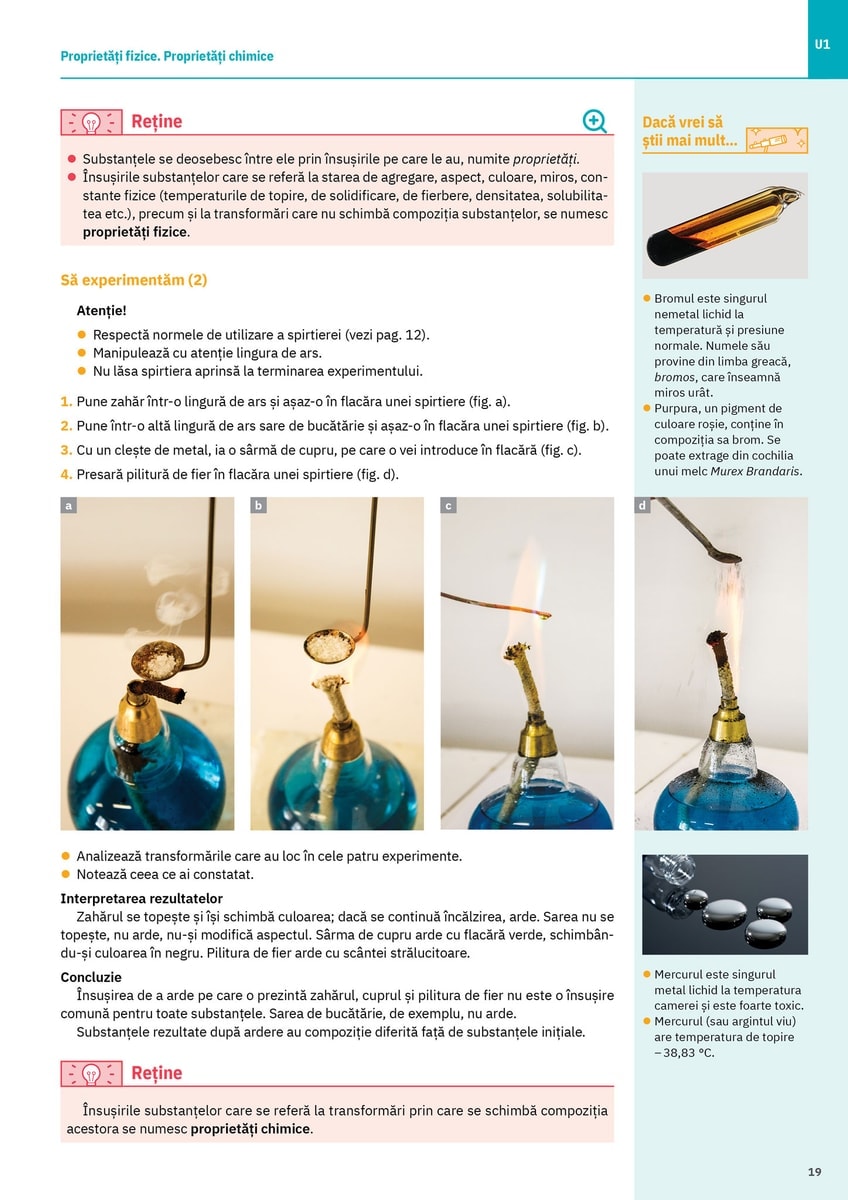 Proprietăți fizice. Proprietăți chimice
U1
Reține
Substanțele se deosebesc între ele prin însușirile pe care le au, numite proprietăți.
Însușirile substanțelor care se referă la starea de agregare, aspect, culoare, miros, con-
stante fizice (temperaturile de topire, de solidificare, de fierbere, densitatea, solubilita-
tea etc.), precum și la transformări care nu schimbă compoziția substanțelor, se numesc
proprietăți fizice.
Să experimentăm (2)
Atenție!
Respectă normele de utilizare a spirtierei (vezi pag. 12).
Manipulează cu atenție lingura de ars.
Nu lăsa spirtiera aprinsă la terminarea experimentului.
1. Pune zahăr într-o lingură de ars și așaz-o în flacăra unei spirtiere (fig. a).
2. Pune într-o altă lingură de ars sare de bucătărie și așaz-o în flacăra unei spirtiere (fig. b).
3. Cu un clește de metal, ia o sârmă de cupru, pe care o vei introduce în flacără (fig. c).
4. Presară pilitură de fier în flacăra unei spirtiere (fig. d).
a
b
c
d
Analizează transformările care au loc în cele patru experimente.
Notează ceea ce ai constatat.
Interpretarea rezultatelor
Zahărul se topește și își schimbă culoarea; dacă se continuă încălzirea, arde. Sarea nu se
topește, nu arde, nu-și modifică aspectul. Sârma de cupru arde cu flacără verde, schimbân-
du-și culoarea în negru. Pilitura de fier arde cu scântei strălucitoare.
Concluzie
Însușirea de a arde pe care o prezintă zahărul, cuprul și pilitura de fier nu este o însușire
comună pentru toate substanțele. Sarea de bucătărie, de exemplu, nu arde.
Substanțele rezultate după ardere au compoziție diferită față de substanțele inițiale.
Reține
Însușirile substanțelor care se referă la transformări prin care se schimbă compoziția
acestora se numesc proprietăți chimice.
Dacă vrei să
știi mai mult...
Bromul este singurul
nemetal lichid la
temperatură și presiune
normale. Numele său
provine din limba greacă,
bromos, care înseamnă
miros urât.
Purpura, un pigment de
culoare roșie, conține în
compoziția sa brom. Se
poate extrage din cochilia
unui melc Murex Brandaris.
Mercurul este singurul
metal lichid la temperatura
camerei și este foarte toxic.
Mercurul (sau argintul viu)
are temperatura de topire
– 38,83 °C.
19